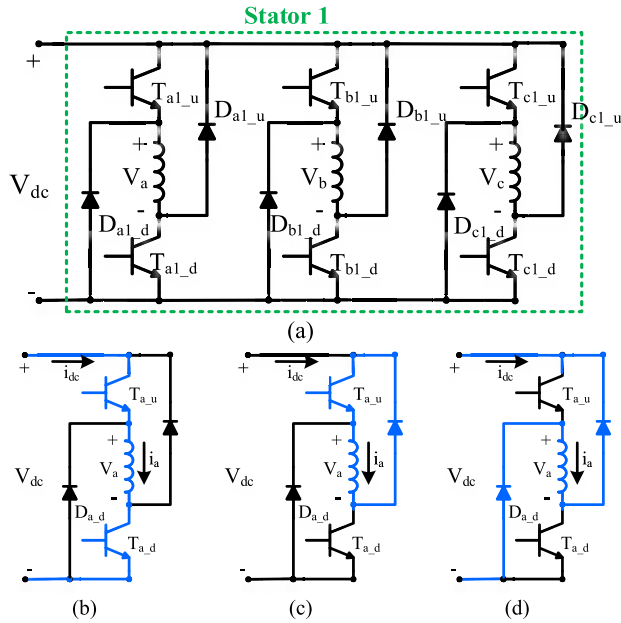 Stator 1
+
T_a1_u
D_a1_u
T_b1_u
D_b1_u
T_c1_u
D_c1_u
+
V_a
-
+
V_b
-
+
V_c
-
V_dc
D_a1_d
T_a1_d
D_b1_d
T_b1_d
D_c1_d
T_c1_d
-
(a)
+
i_dc
T_a_u
+
V_a
i_a
-
V_dc
D_a_d
T_a_d
-
(b)
+
i_dc
T_a_u
+
V_a
i_a
-
V_dc
D_a_d
T_a_d
-
(c)
+
i_dc
T_a_u
+
V_a
i_a
-
V_dc
D_a_d
T_a_d
-
(d)